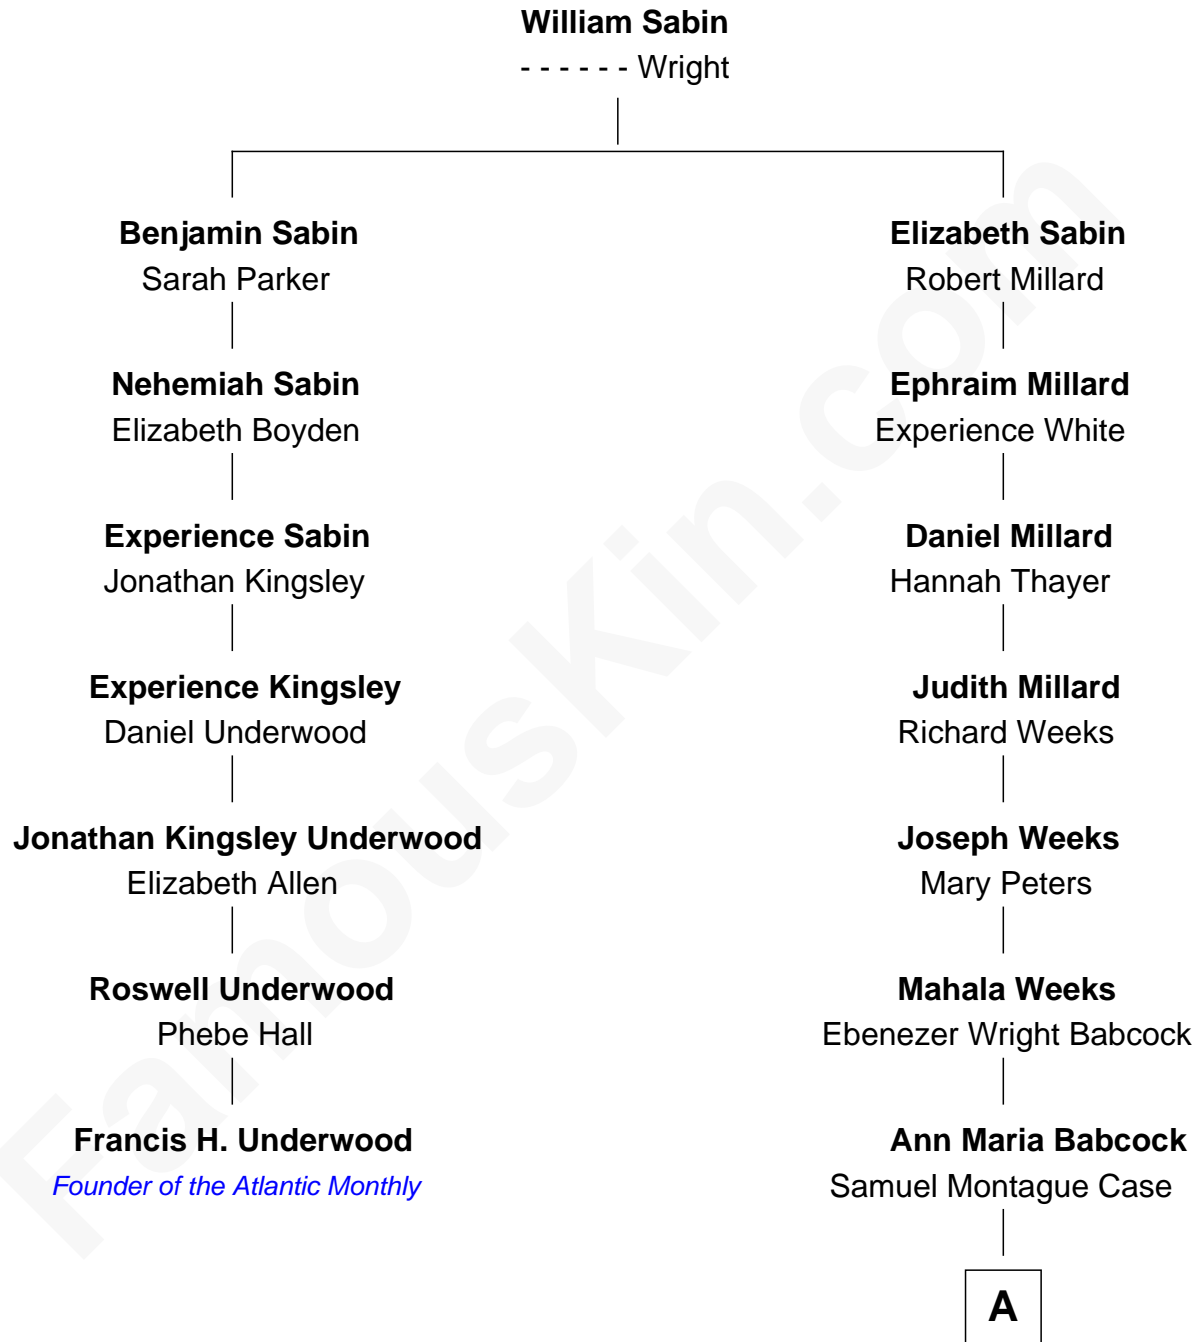 William Sabin
- - - - - - Wright
Benjamin Sabin
Sarah Parker
Elizabeth Sabin
Robert Millard
Nehemiah Sabin
Elizabeth Boyden
Ephraim Millard
Experience White
Experience Sabin
Jonathan Kingsley
Daniel Millard
Hannah Thayer
Experience Kingsley
Daniel Underwood
Judith Millard
Richard Weeks
Jonathan Kingsley Underwood
Elizabeth Allen
Joseph Weeks
Mary Peters
Roswell Underwood
Phebe Hall
Mahala Weeks
Ebenezer Wright Babcock
Francis H. Underwood
Founder of the Atlantic Monthly
Ann Maria Babcock
Samuel Montague Case
A
FamousKin.com